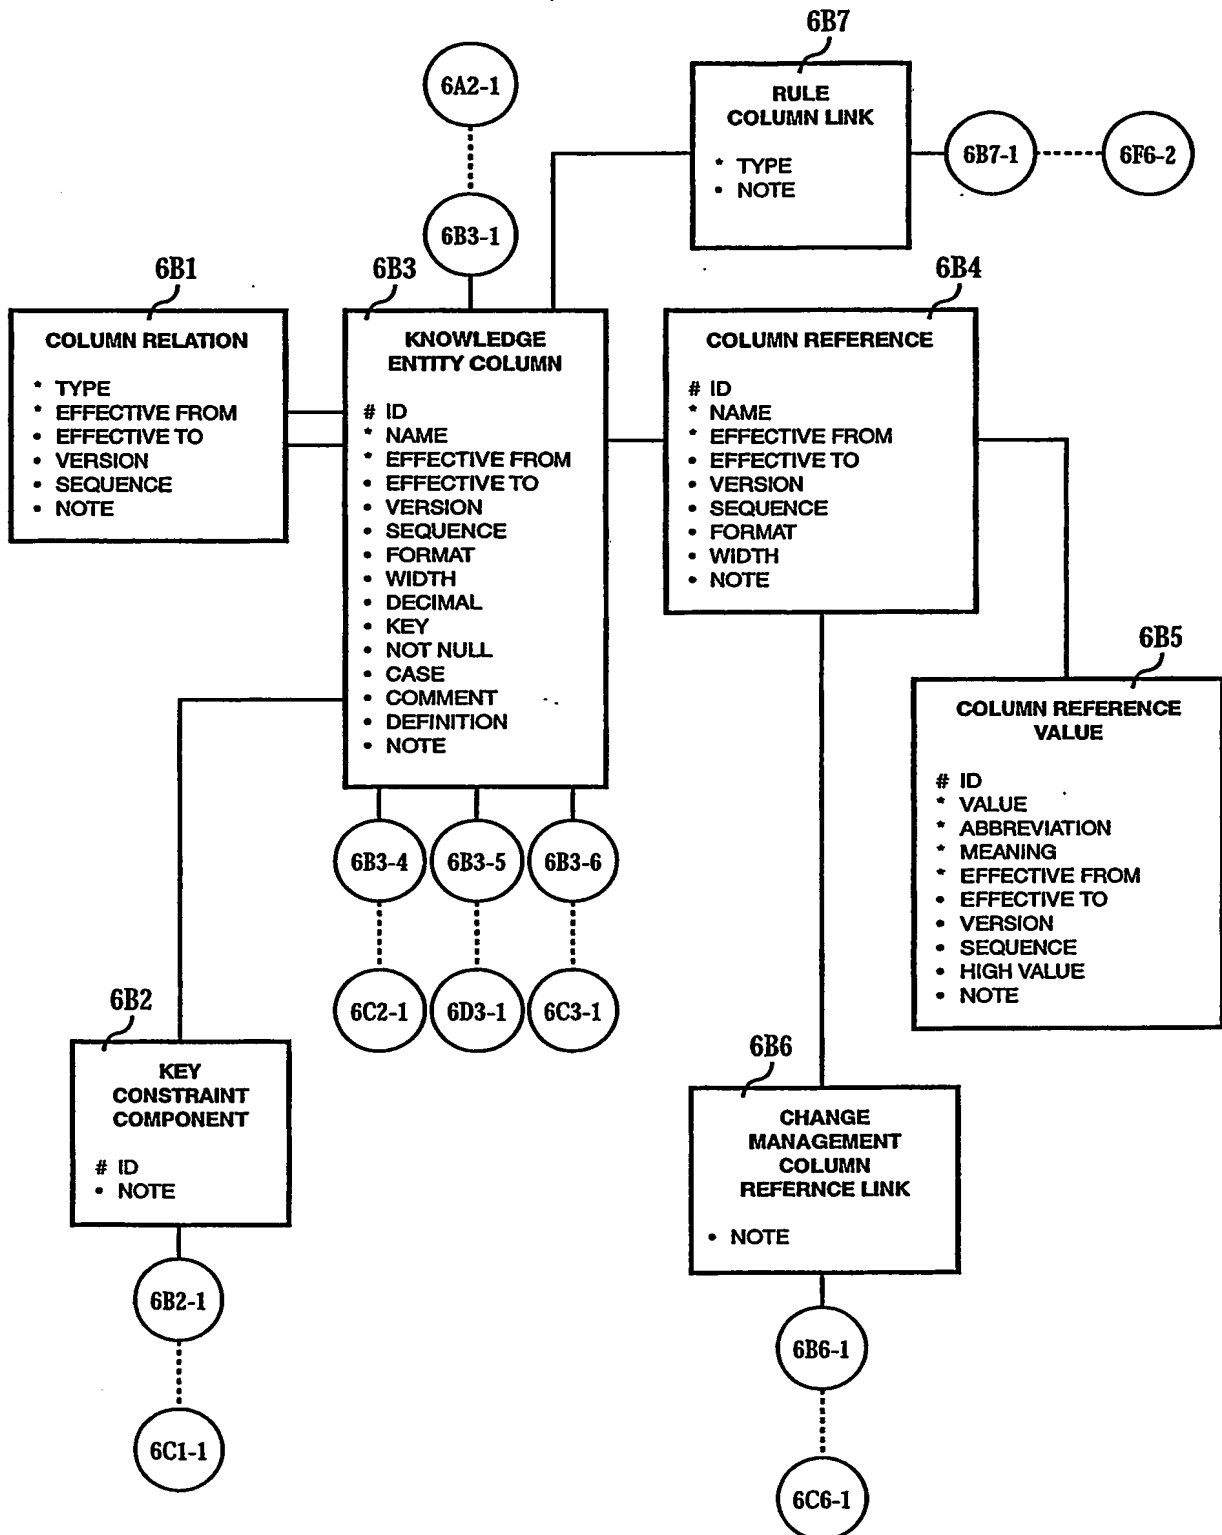 6B7
RULE
COLUMN LINK
* TYPE
• NOTE
6A2-1
6B3-1
6B7-1
6F6-2
6B1
COLUMN RELATION
* TYPE
* EFFECTIVE FROM
• EFFECTIVE TO
• VERSION
• SEQUENCE
• NOTE
6B3
KNOWLEDGE
ENTITY COLUMN
# ID
* NAME
* EFFECTIVE FROM
• EFFECTIVE TO
• VERSION
• SEQUENCE
• FORMAT
• WIDTH
• DECIMAL
• KEY
• NOT NULL
• CASE
• COMMENT
• DEFINITION
• NOTE
6B4
COLUMN REFERENCE
# ID
* NAME
* EFFECTIVE FROM
• EFFECTIVE TO
• VERSION
• SEQUENCE
• FORMAT
• WIDTH
• NOTE
6B5
COLUMN REFERENCE
VALUE
# ID
* VALUE
* ABBREVIATION
* MEANING
* EFFECTIVE FROM
• EFFECTIVE TO
• VERSION
• SEQUENCE
• HIGH VALUE
• NOTE
6B3-4
6B3-5
6B3-6
6C2-1
6D3-1
6C3-1
6B2
KEY
CONSTRAINT
COMPONENT
# ID
• NOTE
6B2-1
6C1-1
6B6
CHANGE
MANAGEMENT
COLUMN
REFERNCE LINK
• NOTE
6B6-1
6C6-1